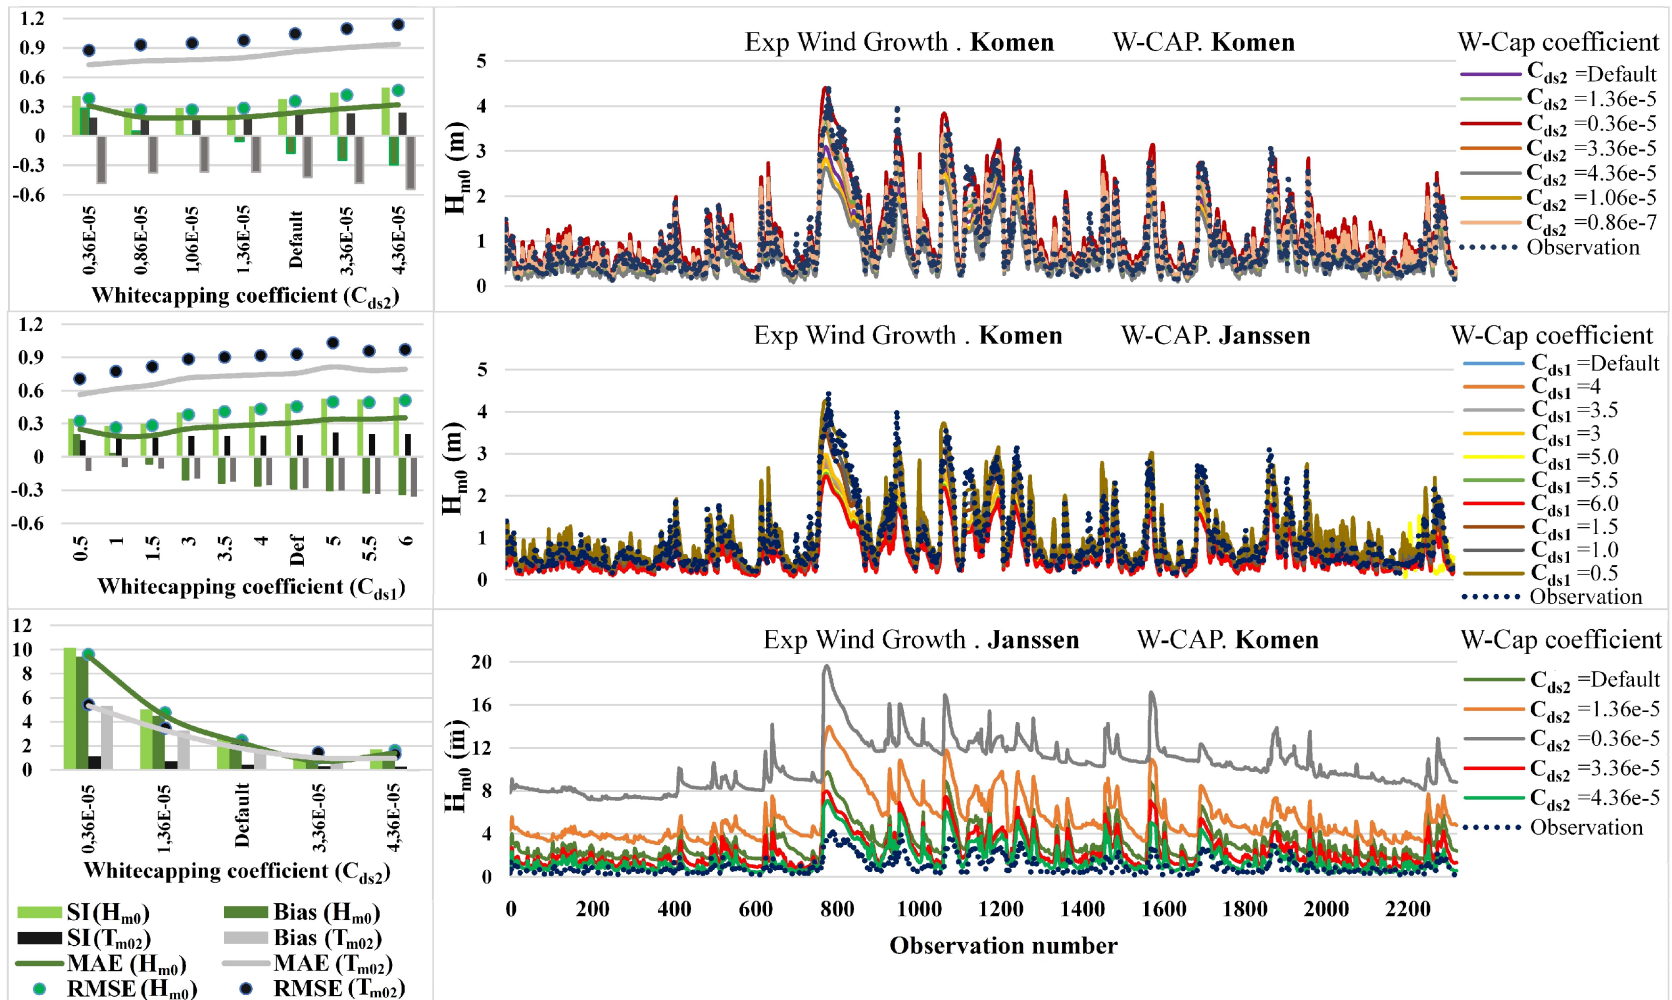 1.2
0.9
0.6
0.3
0
-0.3
-0.6
0,36E-05
0,86E-05
1,06E-05
1,36E-05
Default
3,36E-05
4,36E-05
Whitecapping coefficient (Cds2)
Exp Wind Growth . Komen W-CAP. Komen
5
4
3
2
1
0
Hm0 (m)
W-Cap coefficient
Cds2 =Default
Cds2 =1.36e-5
Cds2 =0.36e-5
Cds2 =3.36e-5
Cds2 =4.36e-5
Cds2 =1.06e-5
Cds2 =0.86e-7
Observation
1.2
0.9
0.6
0.3
0
-0.3
-0.6
0.5
1
1.5
3
3.5
4
Def
5
5.5
6
Whitecapping coefficient (Cds1)
Exp Wind Growth . Komen W-CAP. Janssen
5
4
3
2
1
0
Hm0 (m)
W-Cap coefficient
Cds1 =Default
Cds1 =4
Cds1 =3.5
Cds1 =3
Cds1 =5.0
Cds1 =5.5
Cds1 =6.0
Cds1 =1.5
Cds1 =1.0
Cds1 =0.5
Observation
12
10
8
6
4
2
0
0,36E-05
1,36E-05
Default
3,36E-05
4,36E-05
Whitecapping coefficient (Cds2)
Exp Wind Growth . Janssen W-CAP. Komen
20
16
12
8
4
0
Hm0 (m)
0 200 400 600 800 1000 1200 1400 1600 1800 2000 2200
Observation number
W-Cap coefficient
Cds2 =Default
Cds2 =1.36e-5
Cds2 =0.36e-5
Cds2 =3.36e-5
Cds2 =4.36e-5
Observation
SI(Hm0) Bias (Hm0)
SI(Tm02) Bias (Tm02)
MAE (Hm0) MAE (Tm02)
RMSE (Hm0) RMSE (Tm02)